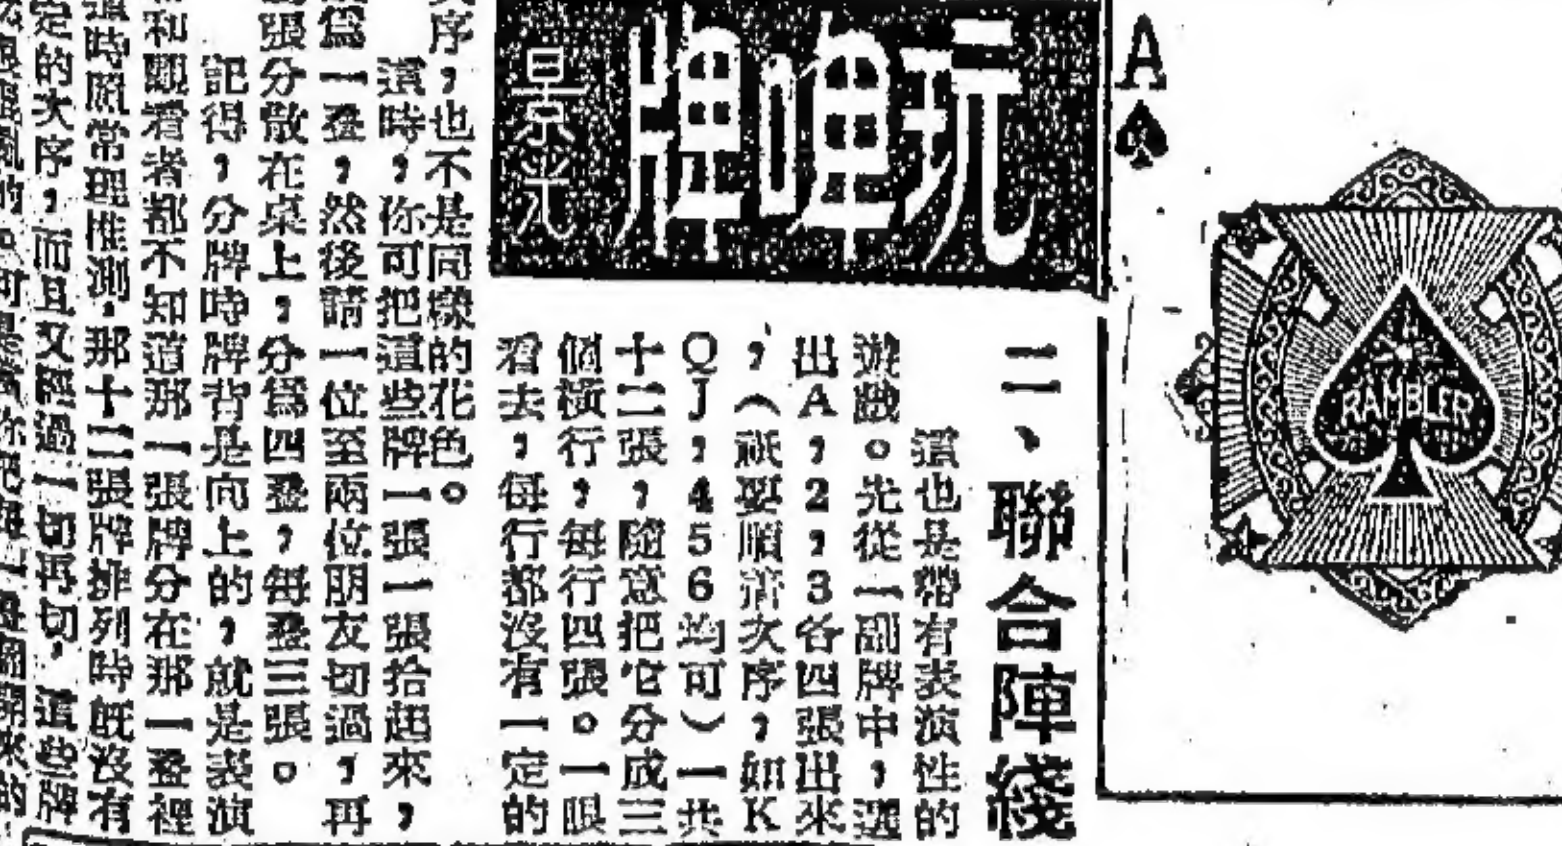 玩啤牌
景光
二、聯合陣綫
這也是帶有表演性的
遊戲。先從一副牌中，選
出A，2，3各四張出來
，（祇要順着次序，如K
QJ，456均可）一共
十二張，隨意把它分成三
個橫行，每行四張。一眼
看去，每行都沒有一定的
序，也不是同樣的花色。
這時，你可把這些牌一張一張拾起來，
爲一叠，然後請一位至兩位朋友切過，再
張分散在桌上，分爲四叠，每叠三張。
記得，分牌時牌背是向上的，就是表演
和觀看者都不知道那一張牌分在那一叠裡
這時照常理推測，那十二張牌排列時旣沒有
定的次序，而且又經過一切再切，這些牌
A
RAMBLER